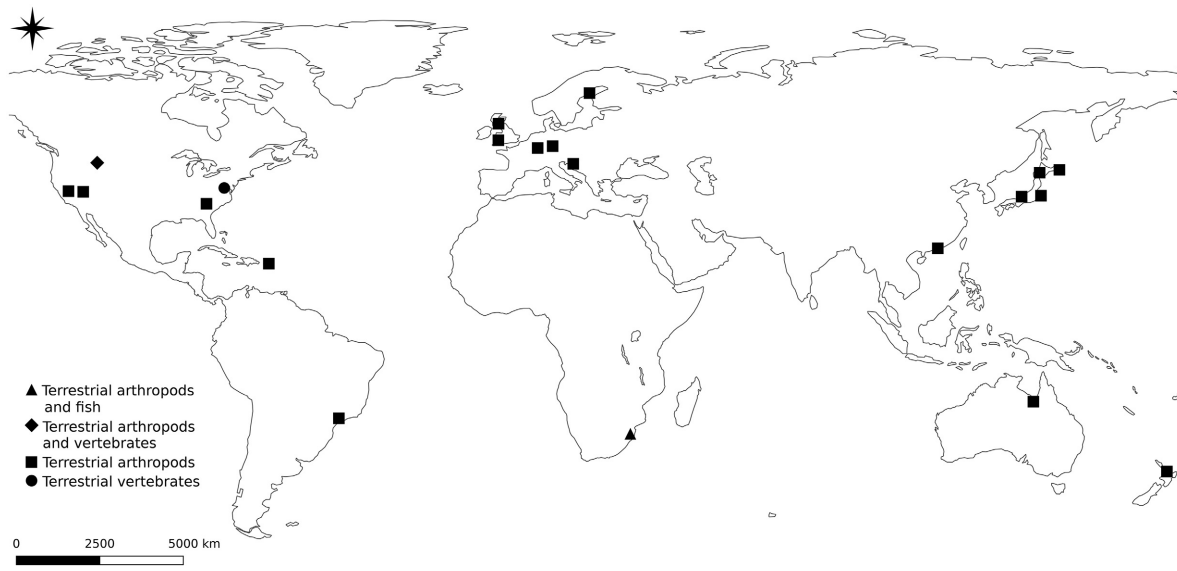 Terrestrial arthropods
and fish
Terrestrial arthropods
and vertebrates
Terrestrial arthropods
Terrestrial vertebrates
0 2500 5000 km